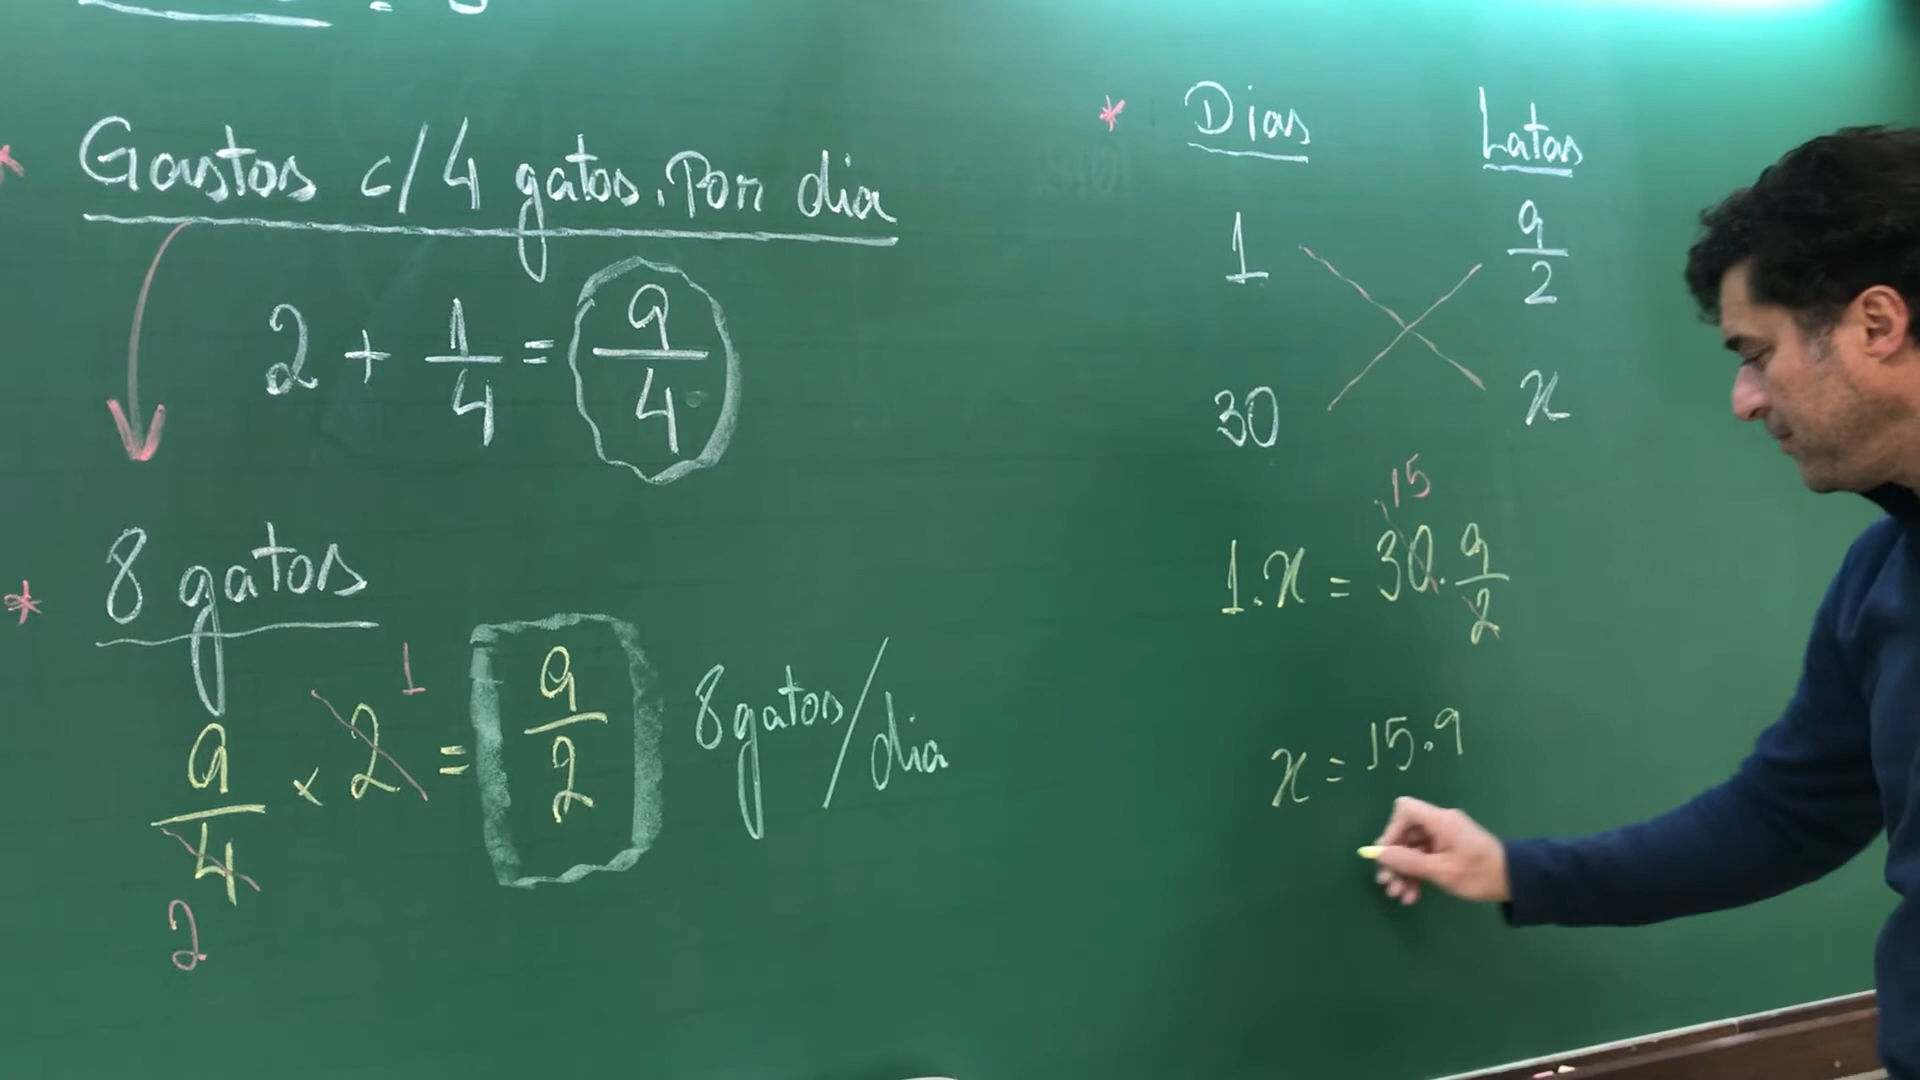 * Gastos c/4 gatos. Por dia
2 + 1/4 = 9/4
* 8 gatos
9/4 × 2 = 9/2 8 gatos/dia
1
2
* Dias Latas
1 9/2
30 x
15
1.x = 30.9/2
x = 15.9